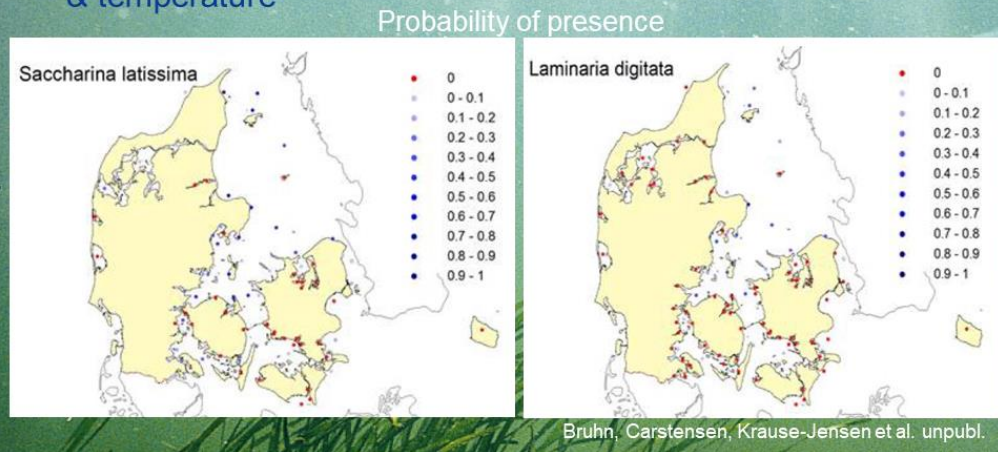 & temperature
Probability of presence
Saccharina latissima
0
0 - 0.1
0.1 - 0.2
0.2 - 0.3
0.3 - 0.4
0.4 - 0.5
0.5 - 0.6
0.6 - 0.7
0.7 - 0.8
0.8 - 0.9
0.9 - 1
Laminaria digitata
0
0 - 0.1
0.1 - 0.2
0.2 - 0.3
0.3 - 0.4
0.4 - 0.5
0.5 - 0.6
0.6 - 0.7
0.7 - 0.8
0.8 - 0.9
0.9 - 1
Bruhn, Carstensen, Krause-Jensen et al. unpubl.